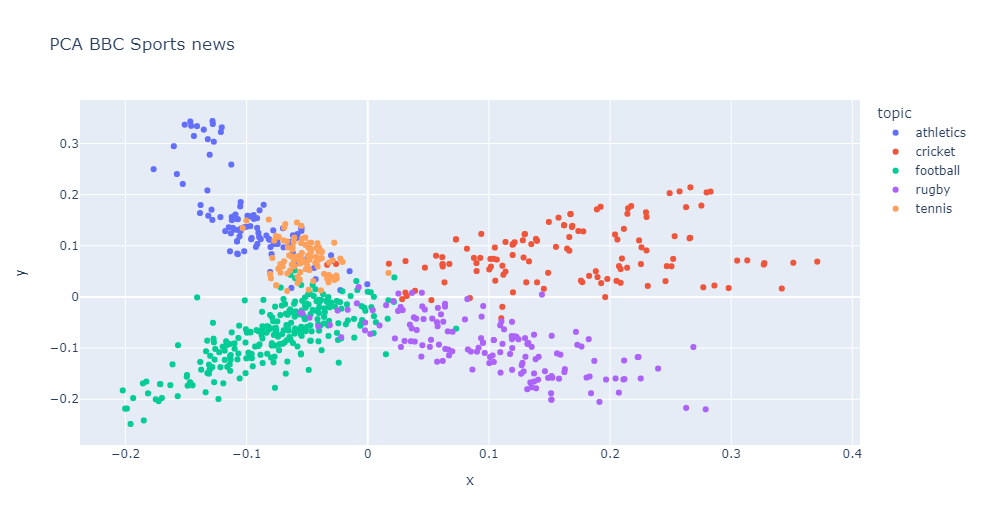 PCA BBC Sports news
topic
athletics
cricket
football
rugby
tennis
y
0.3
0.2
0.1
0
−0.1
−0.2
−0.2
−0.1
0
0.1
0.2
0.3
0.4
x